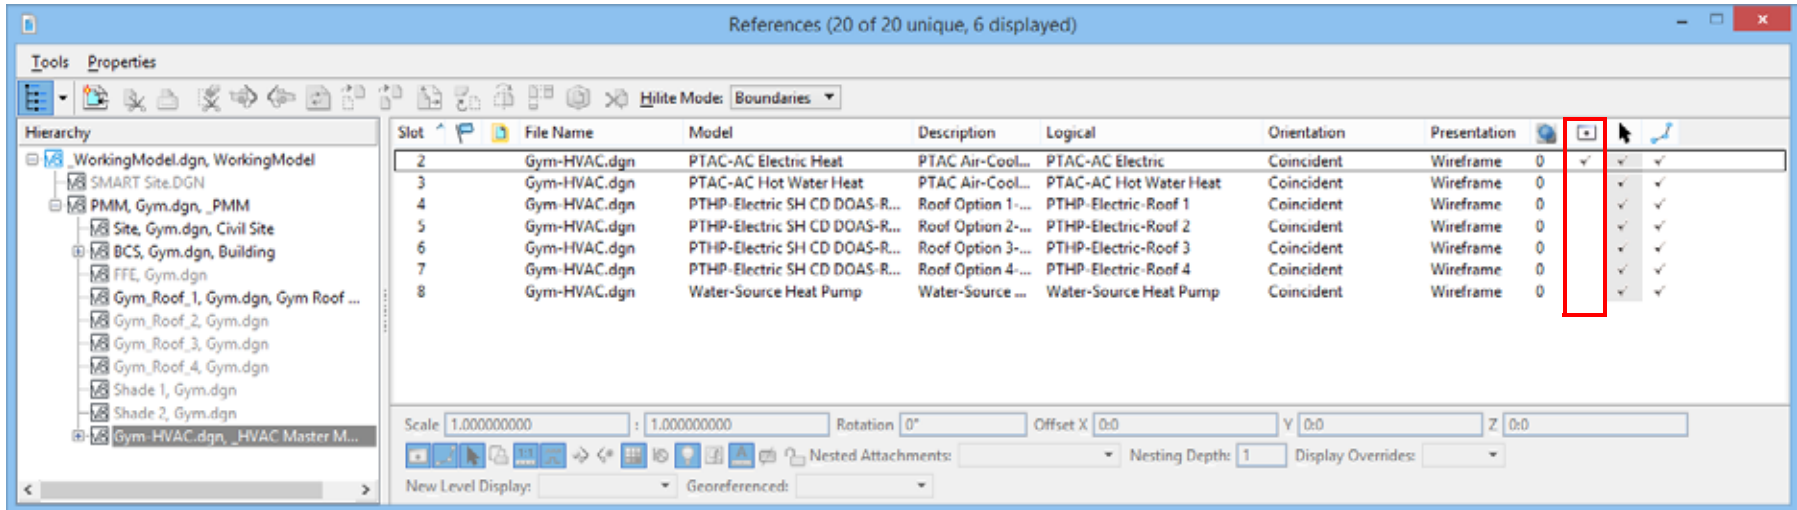 References (20 of 20 unique, 6 displayed)
Tools Properties
Hilite Mode: Boundaries
Hierarchy
_WorkingModel.dgn, WorkingModel
SMART Site.DGN
PMM, Gym.dgn, _PMM
Site, Gym.dgn, Civil Site
BCS, Gym.dgn, Building
FFE, Gym.dgn
Gym_Roof_1, Gym.dgn, Gym Roof ...
Gym_Roof_2, Gym.dgn
Gym_Roof_3, Gym.dgn
Gym_Roof_4, Gym.dgn
Shade 1, Gym.dgn
Shade 2, Gym.dgn
Gym-HVAC.dgn, _HVAC Master M...
Slot File Name Model Description Logical Orientation Presentation
2 Gym-HVAC.dgn PTAC-AC Electric Heat PTAC Air-Cool... PTAC-AC Electric Coincident Wireframe 0
3 Gym-HVAC.dgn PTAC-AC Hot Water Heat PTAC Air-Cool... PTAC-AC Hot Water Heat Coincident Wireframe 0
4 Gym-HVAC.dgn PTHP-Electric SH CD DOAS-R... Roof Option 1-... PTHP-Electric-Roof 1 Coincident Wireframe 0
5 Gym-HVAC.dgn PTHP-Electric SH CD DOAS-R... Roof Option 2-... PTHP-Electric-Roof 2 Coincident Wireframe 0
6 Gym-HVAC.dgn PTHP-Electric SH CD DOAS-R... Roof Option 3-... PTHP-Electric-Roof 3 Coincident Wireframe 0
7 Gym-HVAC.dgn PTHP-Electric SH CD DOAS-R... Roof Option 4-... PTHP-Electric-Roof 4 Coincident Wireframe 0
8 Gym-HVAC.dgn Water-Source Heat Pump Water-Source ... Water-Source Heat Pump Coincident Wireframe 0
Scale 1.000000000 : 1.000000000 Rotation 0° Offset X 0:0 Y 0:0 Z 0:0
1:1 A Nested Attachments: Nesting Depth: 1 Display Overrides:
New Level Display: Georeferenced: